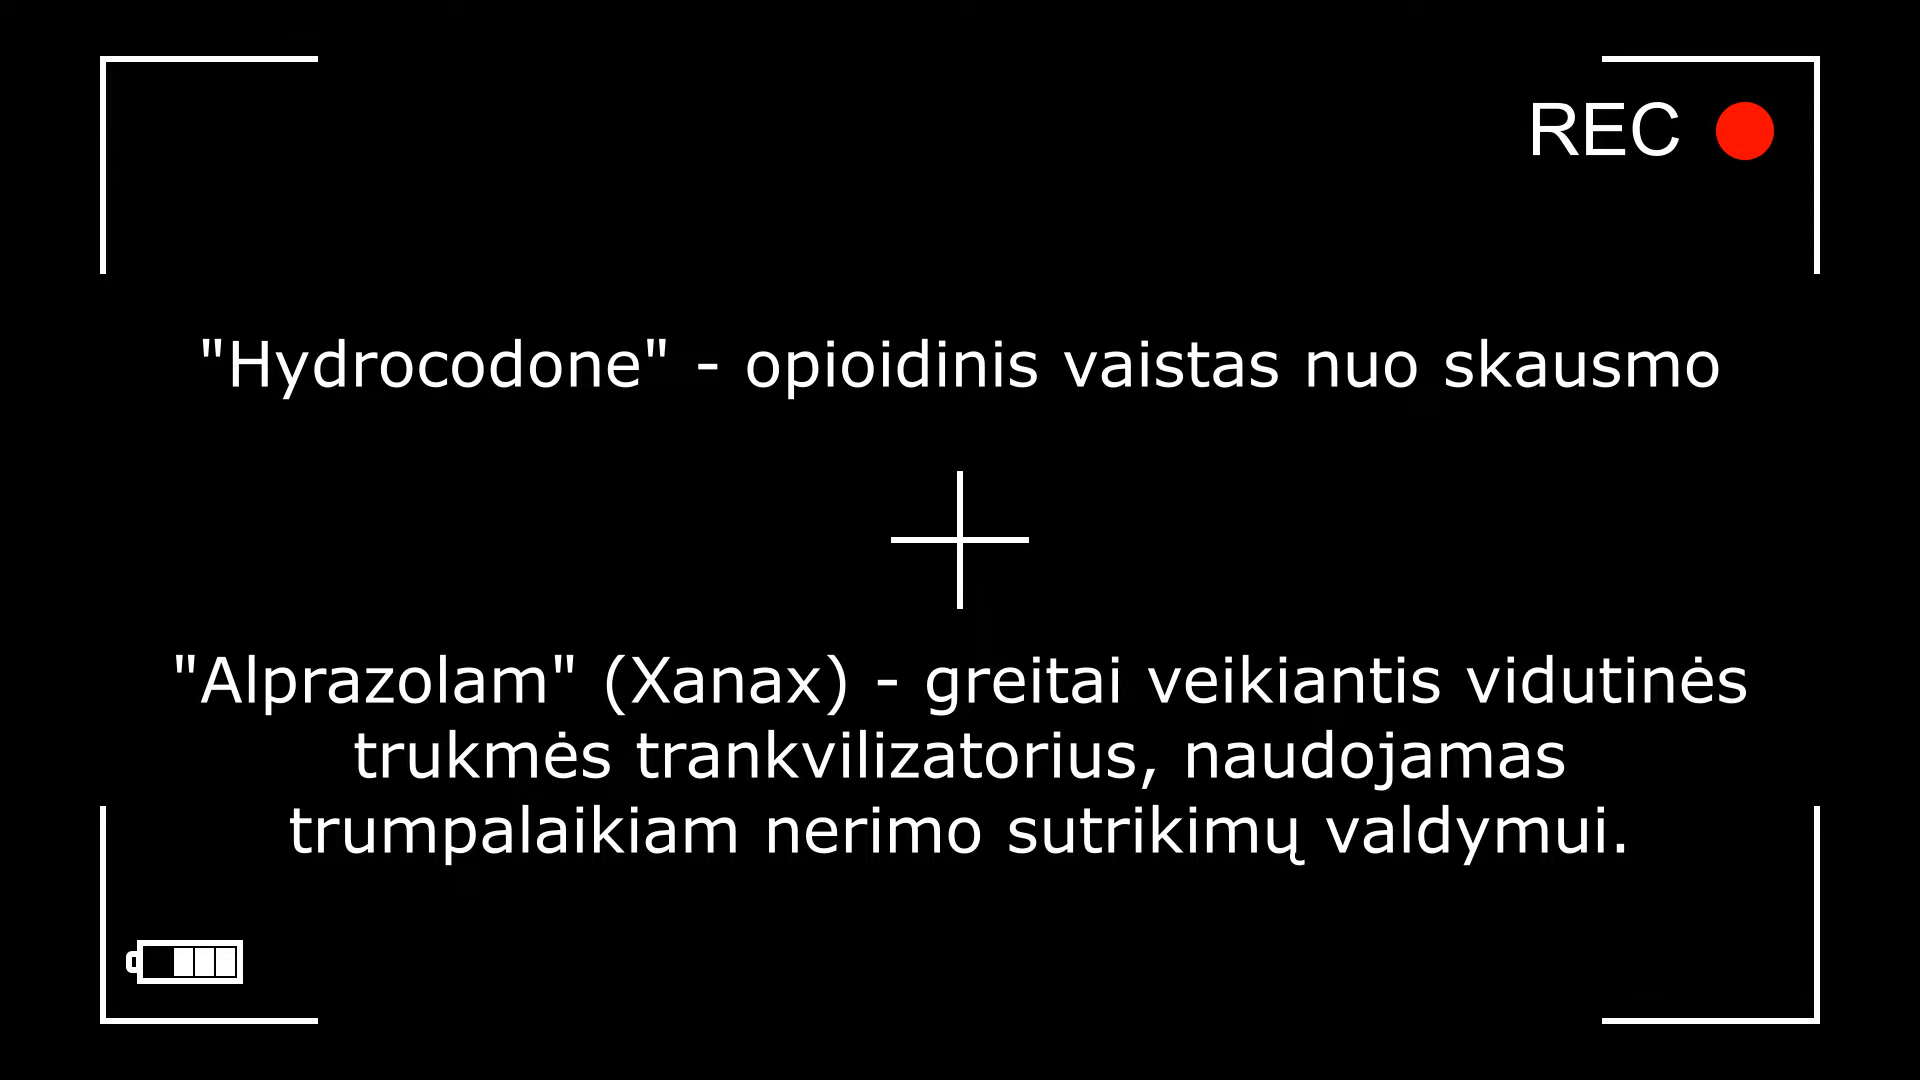 REC
"Hydrocodone" - opioidinis vaistas nuo skausmo
"Alprazolam" (Xanax) - greitai veikiantis vidutinės
trukmės trankvilizatorius, naudojamas
trumpalaikiam nerimo sutrikimų valdymui.